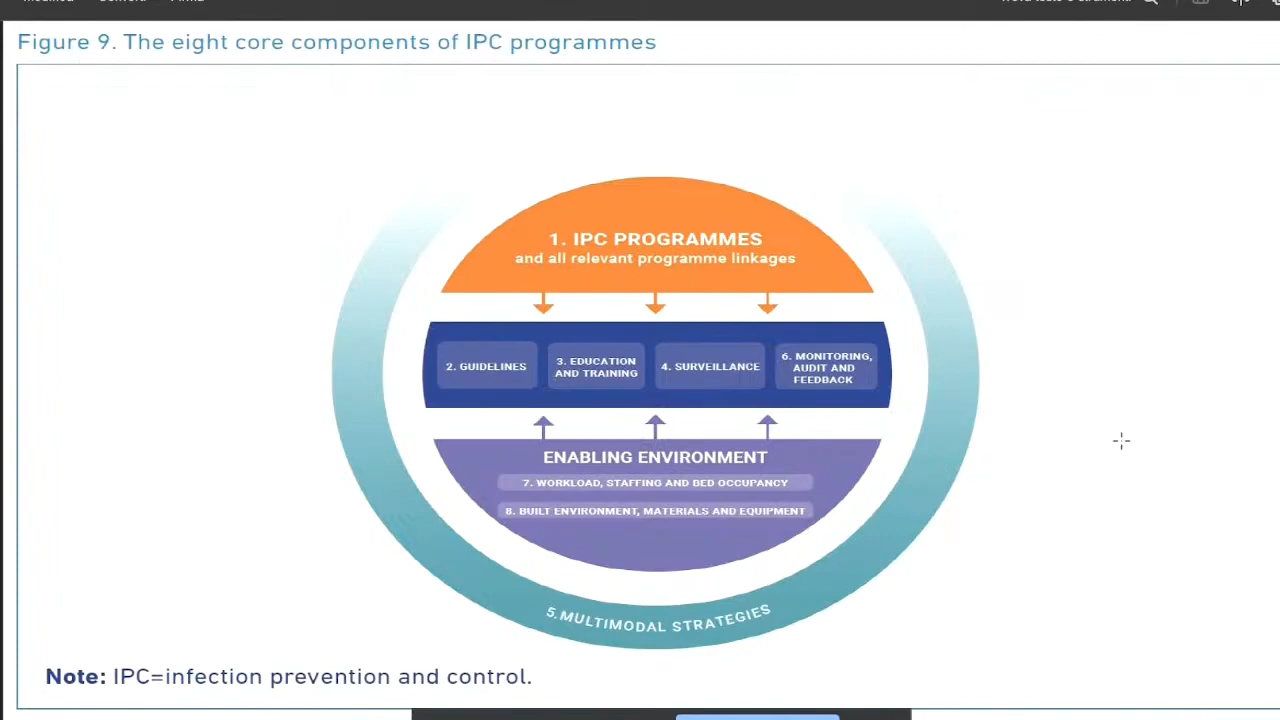 Figure 9. The eight core components of IPC programmes
1. IPC PROGRAMMES
and all relevant programme linkages
2. GUIDELINES
3. EDUCATION
AND TRAINING
4. SURVEILLANCE
6. MONITORING,
AUDIT AND
FEEDBACK
ENABLING ENVIRONMENT
7. WORKLOAD, STAFFING AND BED OCCUPANCY
8. BUILT ENVIRONMENT, MATERIALS AND EQUIPMENT
5.MULTIMODAL STRATEGIES
Note: IPC=infection prevention and control.